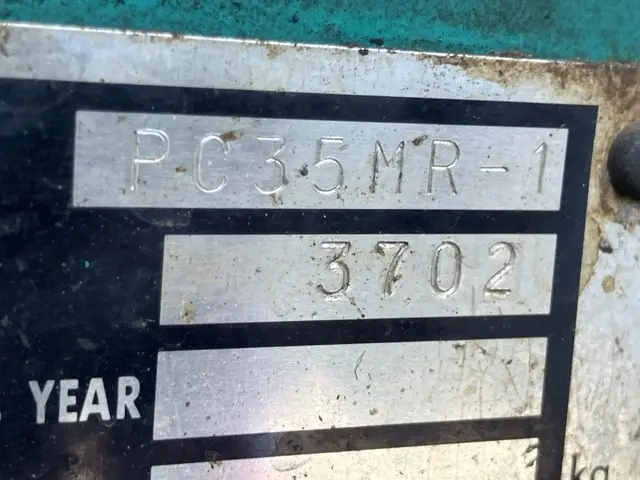 PC35MR-1
3702
YEAR
kg